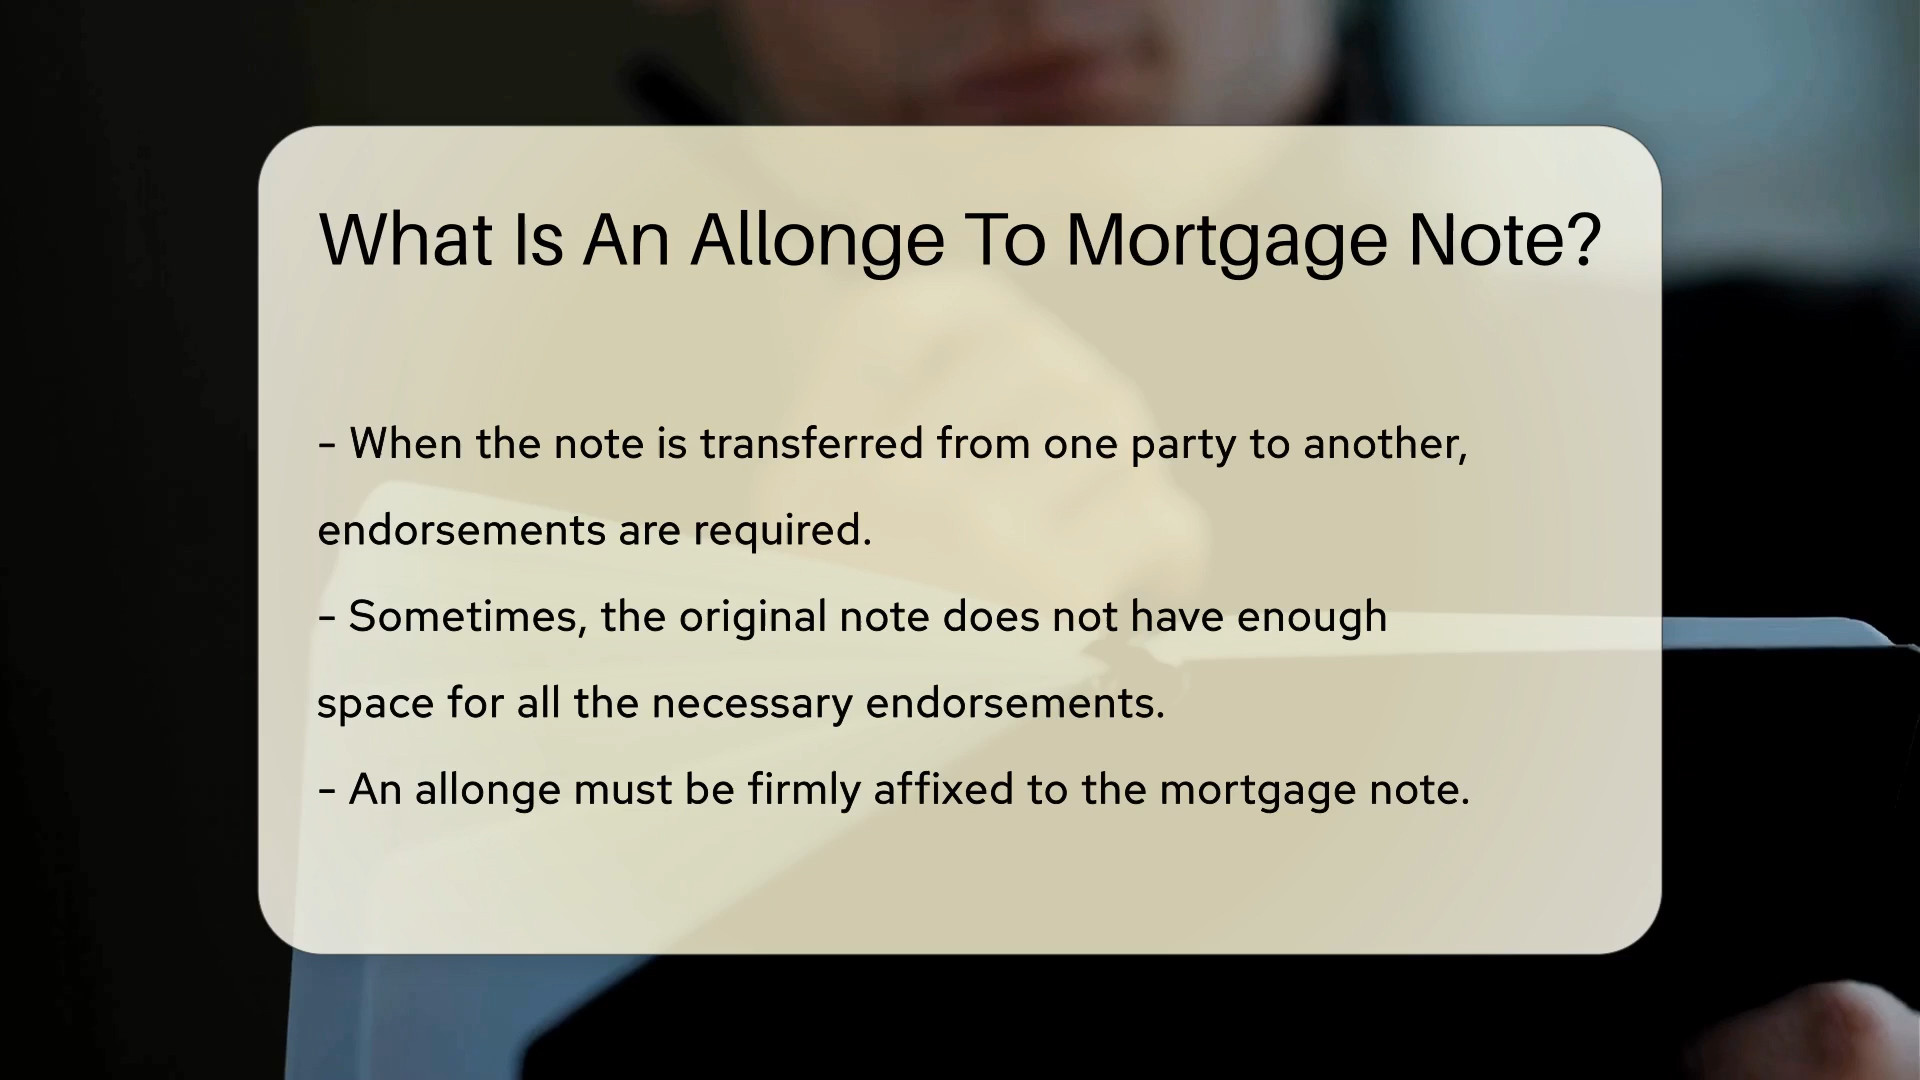 What Is An Allonge To Mortgage Note?
- When the note is transferred from one party to another,
endorsements are required.
- Sometimes, the original note does not have enough
space for all the necessary endorsements.
- An allonge must be firmly affixed to the mortgage note.